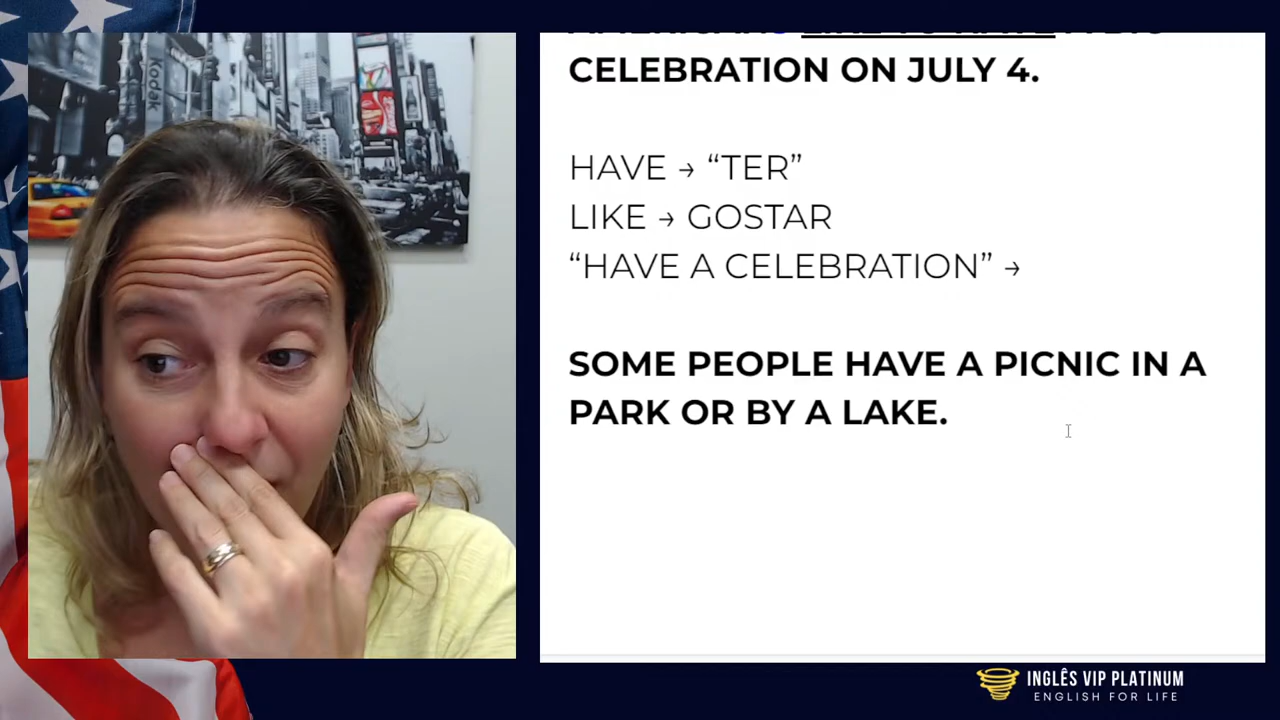 CELEBRATION ON JULY 4.
HAVE → “TER”
LIKE → GOSTAR
“HAVE A CELEBRATION” →
SOME PEOPLE HAVE A PICNIC IN A
PARK OR BY A LAKE.
Kodak
INGLÊS VIP PLATINUM
ENGLISH FOR LIFE